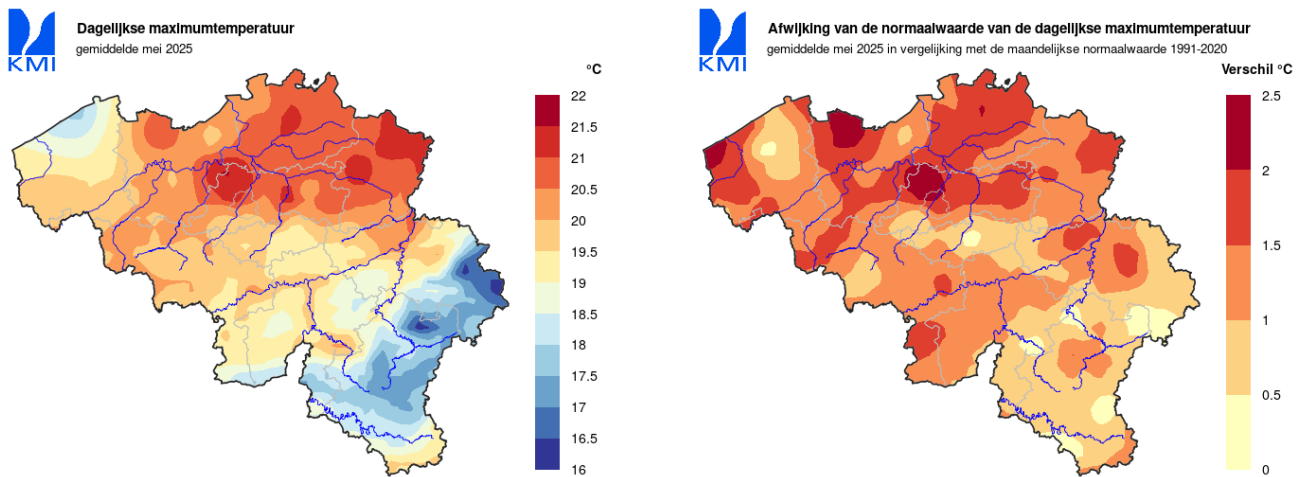 KMI
Dagelijkse maximumtemperatuur
gemiddelde mei 2025
°C
22
21.5
21
20.5
20
19.5
19
18.5
18
17.5
17
16.5
16
KMI
Afwijking van de normaalwaarde van de dagelijkse maximumtemperatuur
gemiddelde mei 2025 in vergelijking met de maandelijkse normaalwaarde 1991-2020
Verschil °C
2.5
2
1.5
1
0.5
0